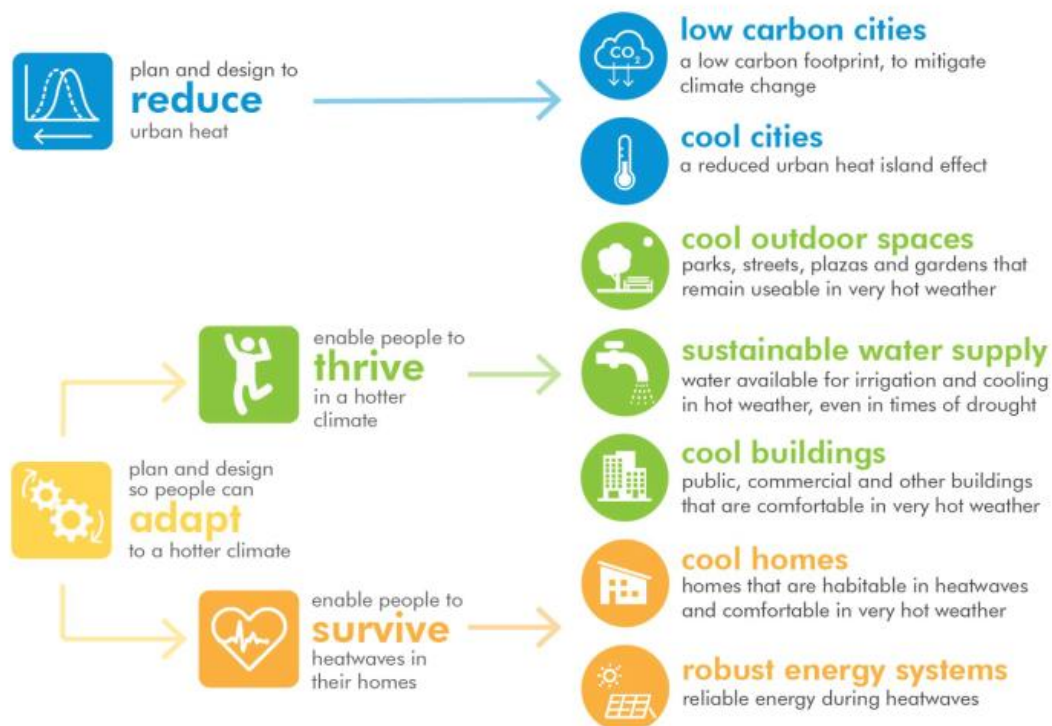 plan and design to
reduce
urban heat
low carbon cities
a low carbon footprint, to mitigate
climate change
cool cities
a reduced urban heat island effect
plan and design
so people can
adapt
to a hotter climate
enable people to
thrive
in a hotter
climate
cool outdoor spaces
parks, streets, plazas and gardens that
remain useable in very hot weather
sustainable water supply
water available for irrigation and cooling
in hot weather, even in times of drought
cool buildings
public, commercial and other buildings
that are comfortable in very hot weather
enable people to
survive
heatwaves in
their homes
cool homes
homes that are habitable in heatwaves
and comfortable in very hot weather
robust energy systems
reliable energy during heatwaves
CO2